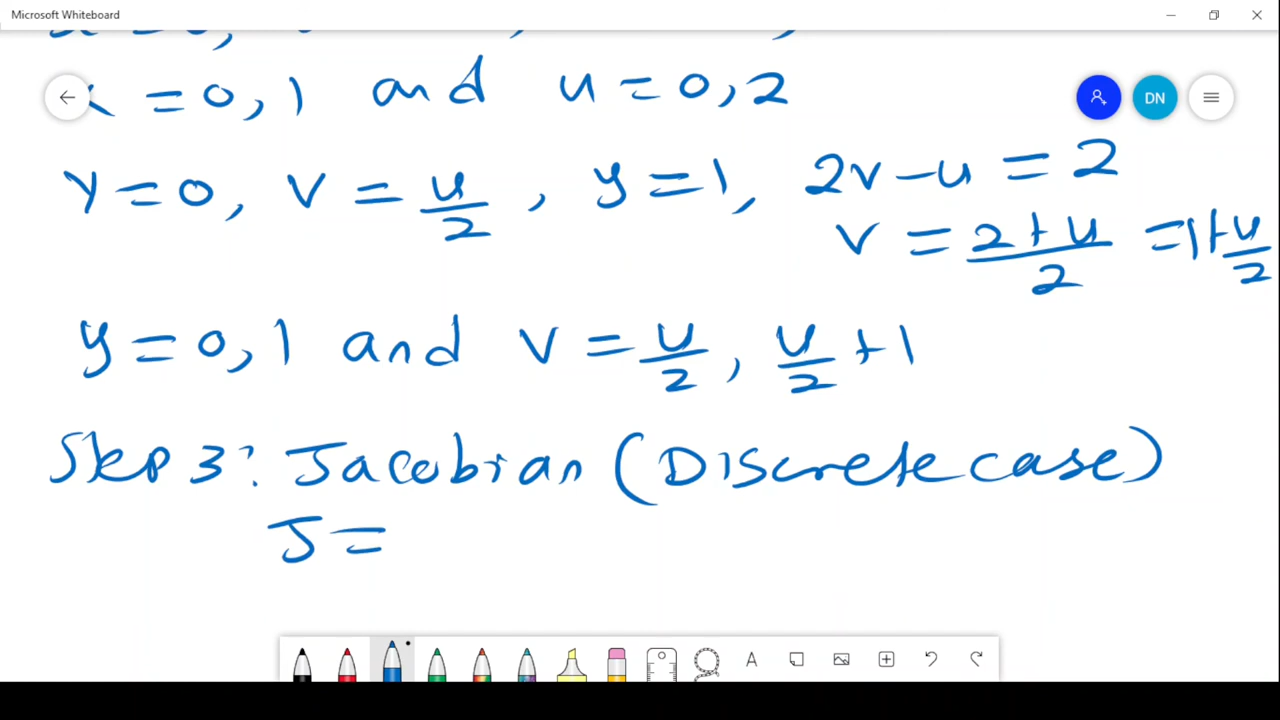 Microsoft Whiteboard
= 0, 1 and u = 0, 2
DN
y = 0, v = u/2, y = 1, 2v - u = 2
v = (2 + u)/2 = 1 + u/2
y = 0, 1 and v = u/2, u/2 + 1
Step 3: Jacobian (Discrete case)
J =
A